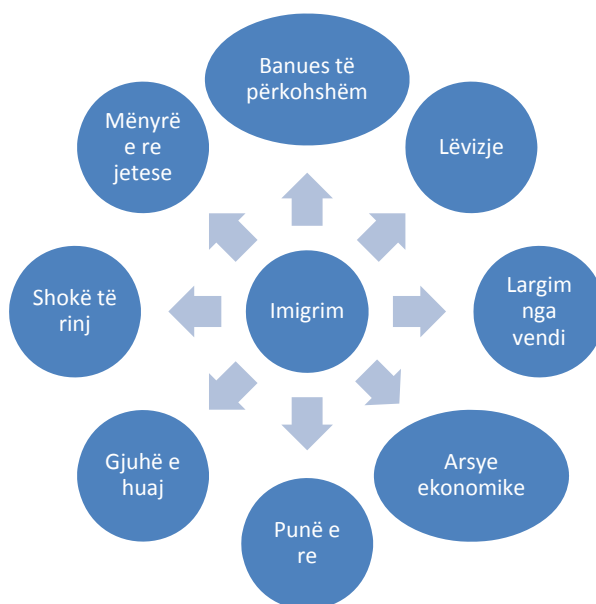 Banues të
përkohshëm
Mënyrë
e re
jetese
Lëvizje
Shokë të
rinj
Imigrim
Largim
nga
vendi
Gjuhë e
huaj
Arsye
ekonomike
Punë e
re